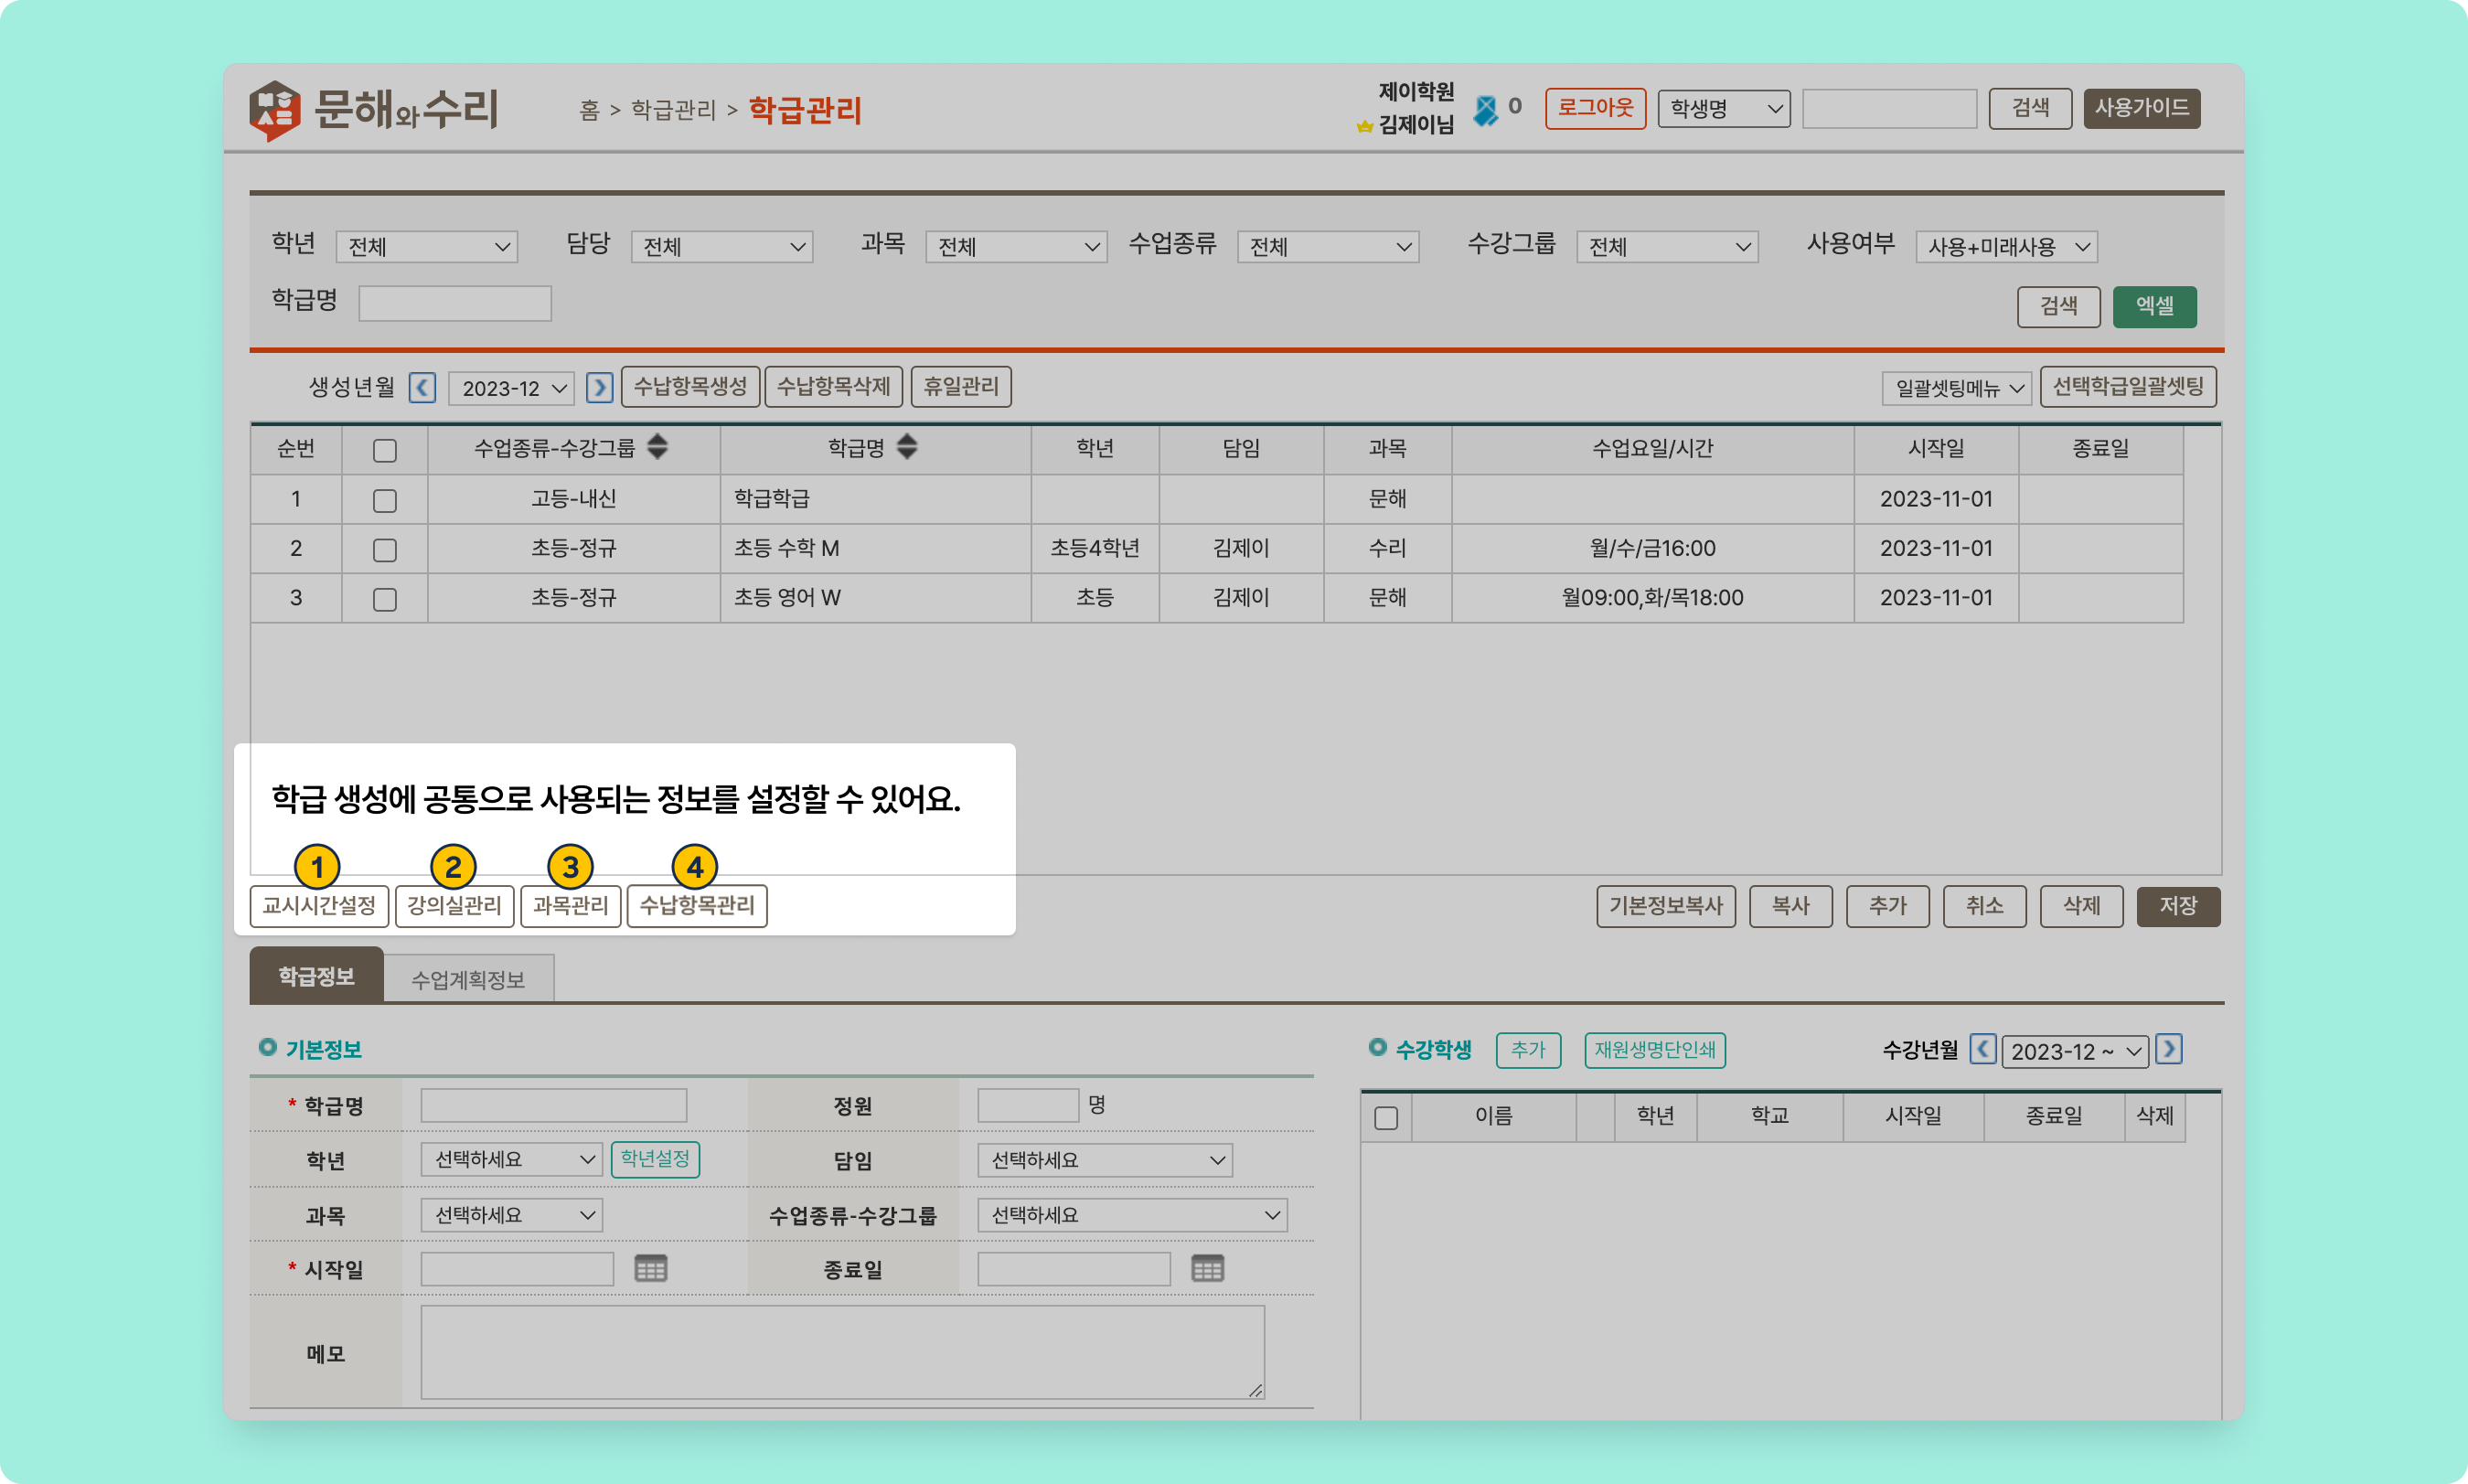 문해와수리
홈 > 학급관리 > 학급관리
제이학원
김제이님
0
로그아웃
학생명
검색
사용가이드
학년 전체 담당 전체 과목 전체 수업종류 전체 수강그룹 전체 사용여부 사용+미래사용
학급명
검색 엑셀
생성년월 2023-12 수납항목생성 수납항목삭제 휴일관리 일괄셋팅메뉴 선택학급일괄셋팅
순번 수업종류-수강그룹 학급명 학년 담임 과목 수업요일/시간 시작일 종료일
1 고등-내신 학급학급 문해 2023-11-01
2 초등-정규 초등 수학 M 초등4학년 김제이 수리 월/수/금16:00 2023-11-01
3 초등-정규 초등 영어 W 초등 김제이 문해 월09:00,화/목18:00 2023-11-01
학급 생성에 공통으로 사용되는 정보를 설정할 수 있어요.
1 2 3 4
교시시간설정 강의실관리 과목관리 수납항목관리 기본정보복사 복사 추가 취소 삭제 저장
학급정보 수업계획정보
기본정보
* 학급명 정원 명
학년 선택하세요 학년설정 담임 선택하세요
과목 선택하세요 수업종류-수강그룹 선택하세요
* 시작일 종료일
메모
수강학생 추가 재원생명단인쇄 수강년월 2023-12 ~
이름 학년 학교 시작일 종료일 삭제